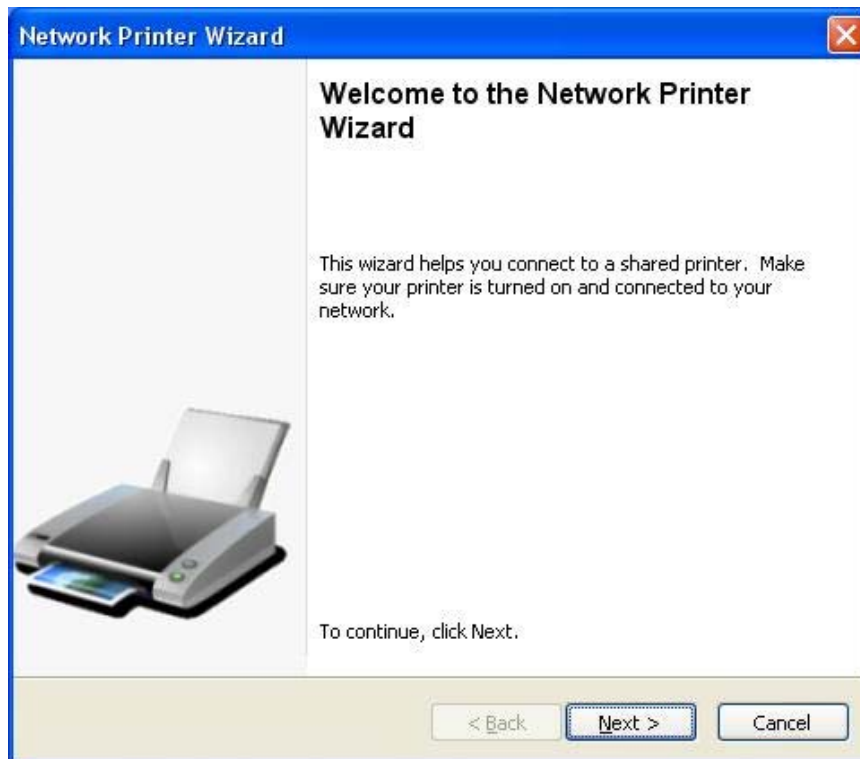 Network Printer Wizard
Welcome to the Network Printer
Wizard
This wizard helps you connect to a shared printer. Make
sure your printer is turned on and connected to your
network.
To continue, click Next.
< Back
Next >
Cancel